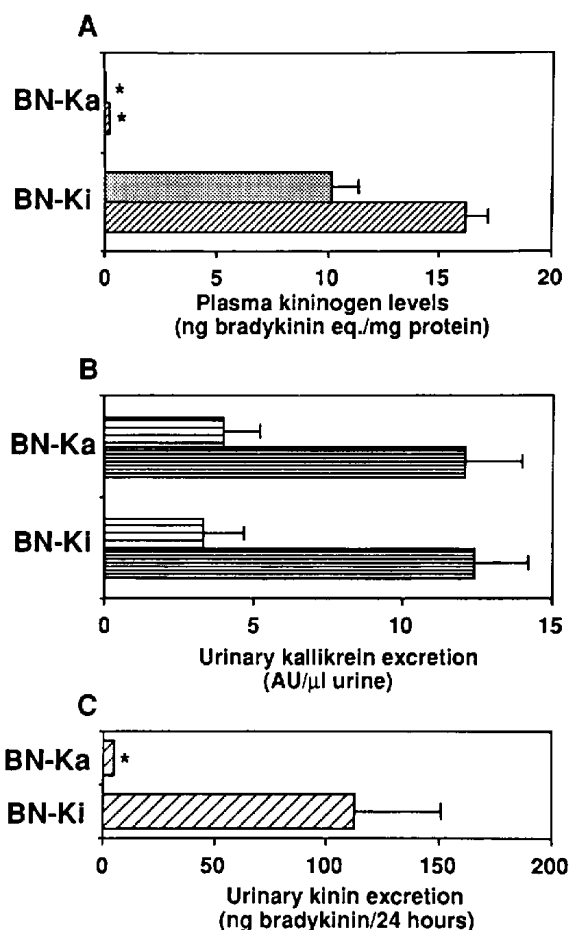 A
BN-Ka
*
*
BN-Ki
0 5 10 15 20
Plasma kininogen levels
(ng bradykinin eq./mg protein)
B
BN-Ka
BN-Ki
0 5 10 15
Urinary kallikrein excretion
(AU/µl urine)
C
BN-Ka
*
BN-Ki
0 50 100 150 200
Urinary kinin excretion
(ng bradykinin/24 hours)